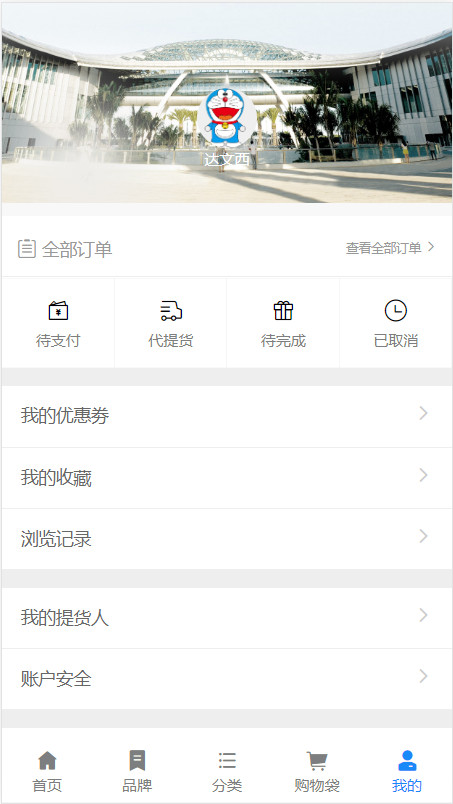 达文西
全部订单 查看全部订单
待支付 代提货 待完成 已取消
我的优惠券
我的收藏
浏览记录
我的提货人
账户安全
首页 品牌 分类 购物袋 我的